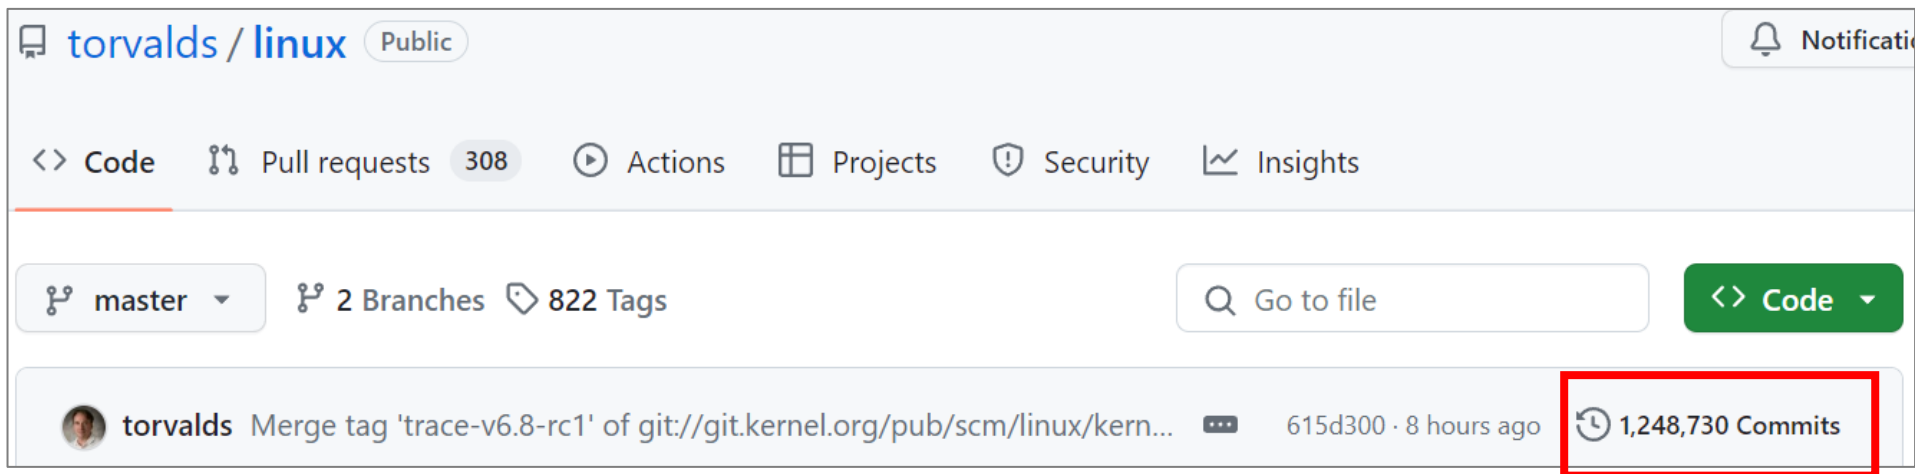 torvalds / linux Public Notificati
Code Pull requests 308 Actions Projects Security Insights
master 2 Branches 822 Tags Go to file Code
torvalds Merge tag 'trace-v6.8-rc1' of git://git.kernel.org/pub/scm/linux/kern... 615d300 · 8 hours ago 1,248,730 Commits